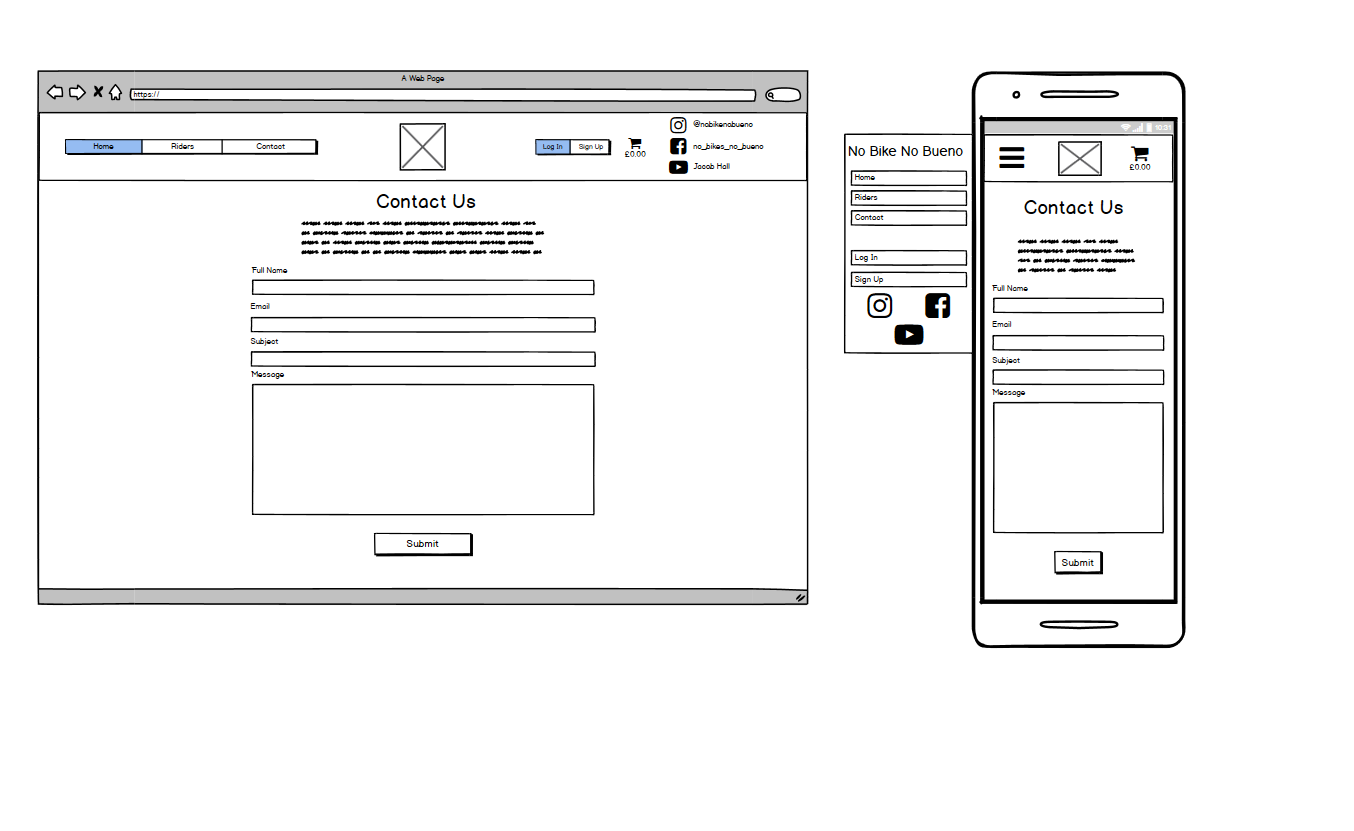 A Web Page
https://
Home Riders Contact
Log In Sign Up
£0.00
@nobikenobueno
no_bikes_no_bueno
Jacob Hall
Contact Us
Full Name
Email
Subject
Message
Submit
No Bike No Bueno
Home
Riders
Contact
Log In
Sign Up
10:31
£0.00
Contact Us
Full Name
Email
Subject
Message
Submit